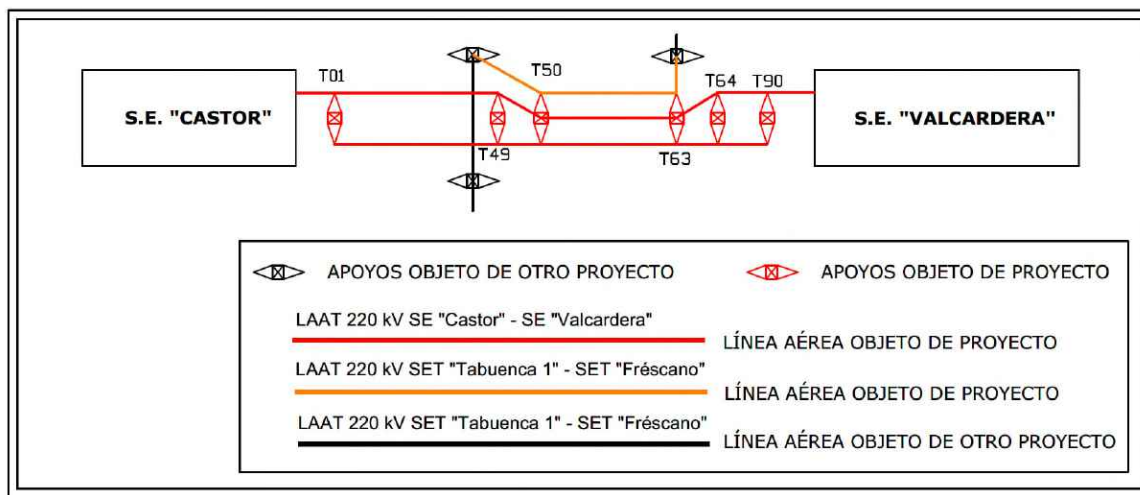 T01
T50
T64
T90
S.E. "CASTOR"
S.E. "VALCARDERA"
T49
T63
APOYOS OBJETO DE OTRO PROYECTO
APOYOS OBJETO DE PROYECTO
LAAT 220 kV SE "Castor" - SE "Valcardera"
LÍNEA AÉREA OBJETO DE PROYECTO
LAAT 220 kV SET "Tabuenca 1" - SET "Fréscano"
LÍNEA AÉREA OBJETO DE PROYECTO
LAAT 220 kV SET "Tabuenca 1" - SET "Fréscano"
LÍNEA AÉREA OBJETO DE OTRO PROYECTO